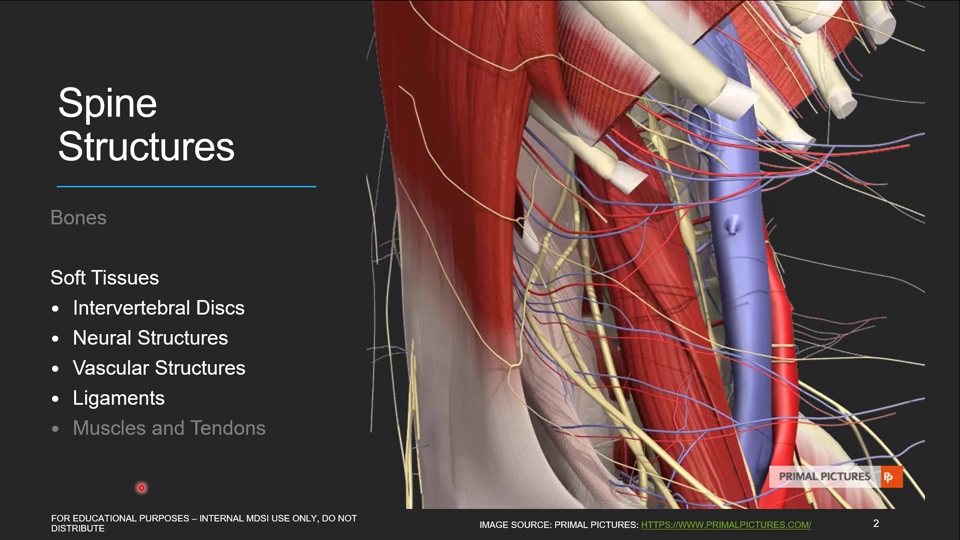 Spine
Structures
Bones
Soft Tissues
• Intervertebral Discs
• Neural Structures
• Vascular Structures
• Ligaments
• Muscles and Tendons
PRIMAL PICTURES
FOR EDUCATIONAL PURPOSES – INTERNAL MDSI USE ONLY, DO NOT
DISTRIBUTE
IMAGE SOURCE: PRIMAL PICTURES: HTTPS://WWW.PRIMALPICTURES.COM/
2